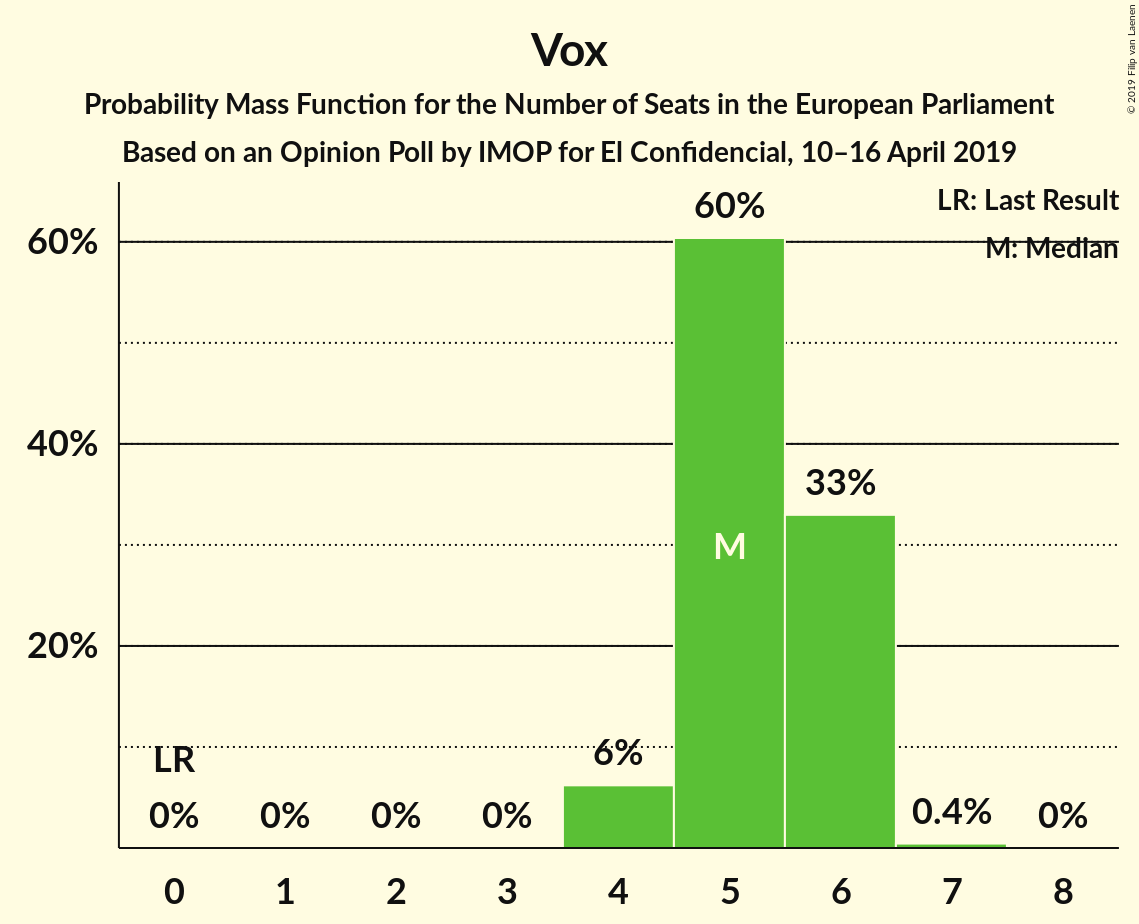 Vox
Probability Mass Function for the Number of Seats in the European Parliament
Based on an Opinion Poll by IMOP for El Confidencial, 10–16 April 2019
© 2019 Filip van Laenen
LR: Last Result
M: Median
60%
40%
20%
60%
33%
M
LR
6%
0%
0%
0%
0%
0.4%
0%
0 1 2 3 4 5 6 7 8